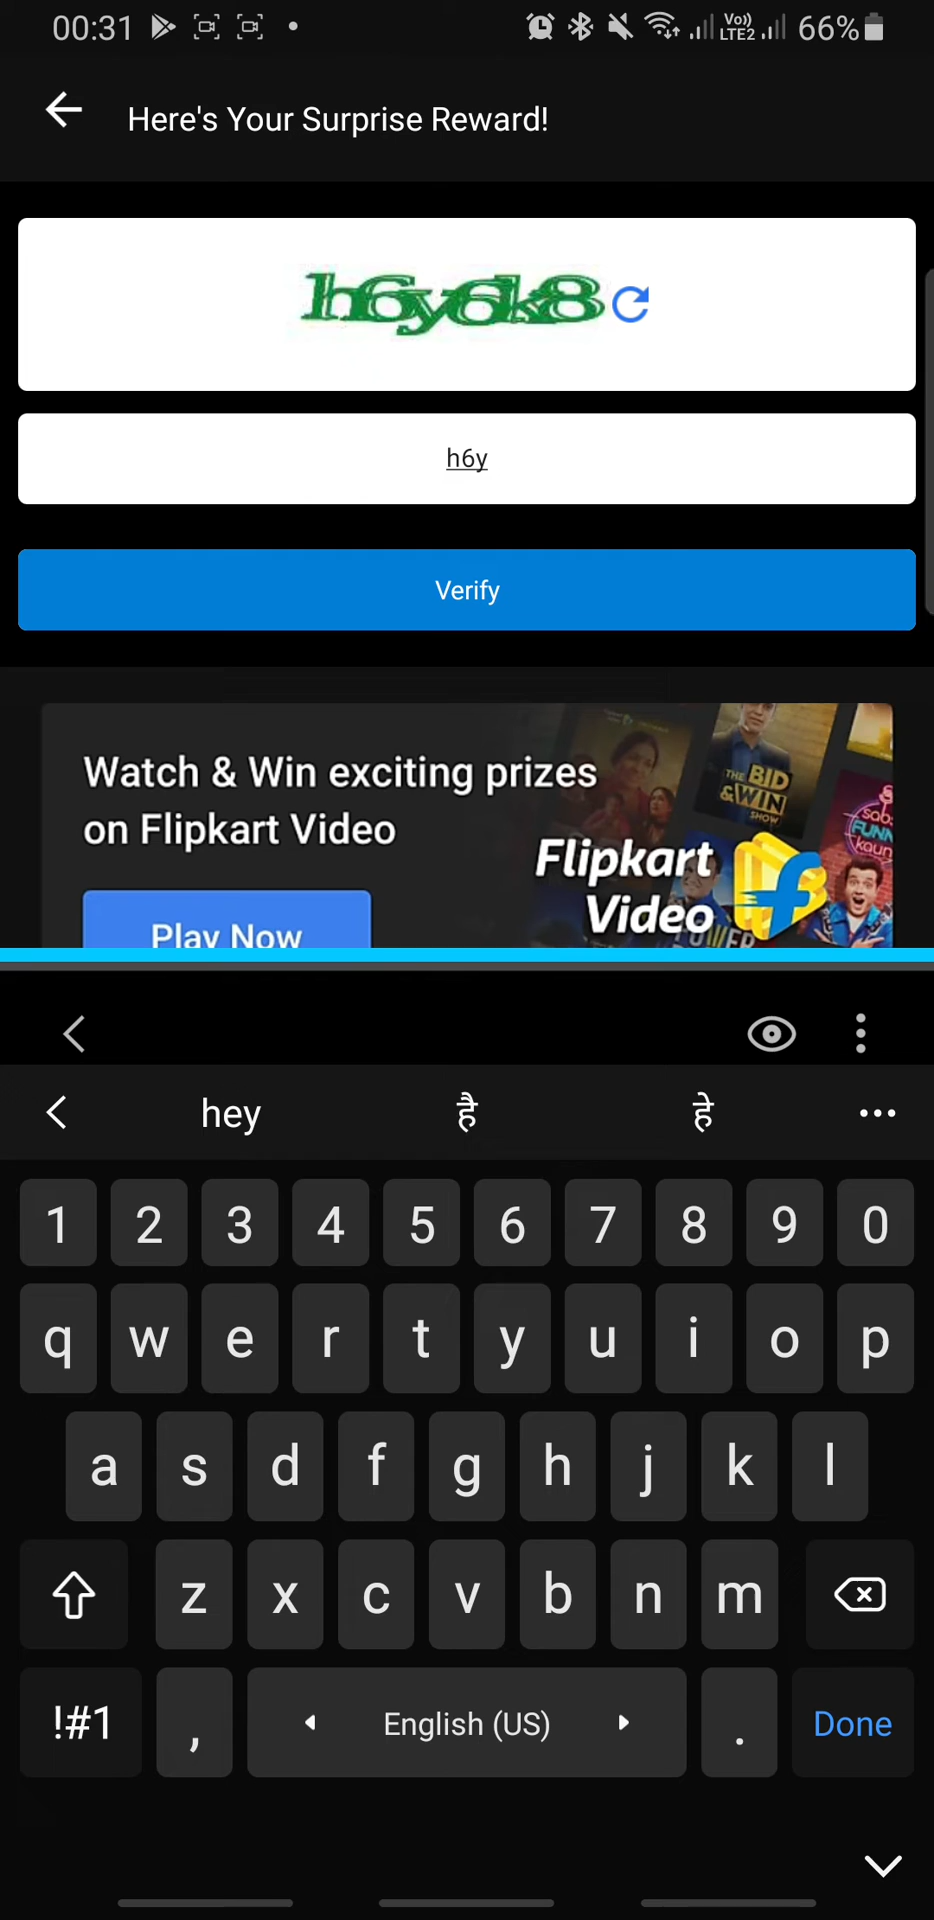 00:31 Vo)) LTE2 66%
Here's Your Surprise Reward!
h6y6k8
h6y
Verify
Watch & Win exciting prizes
on Flipkart Video
THE BID
&WIN
SHOW
Flipkart
Video
Play Now
hey है हे
1 2 3 4 5 6 7 8 9 0
q w e r t y u i o p
a s d f g h j k l
z x c v b n m
!#1 , English (US) . Done